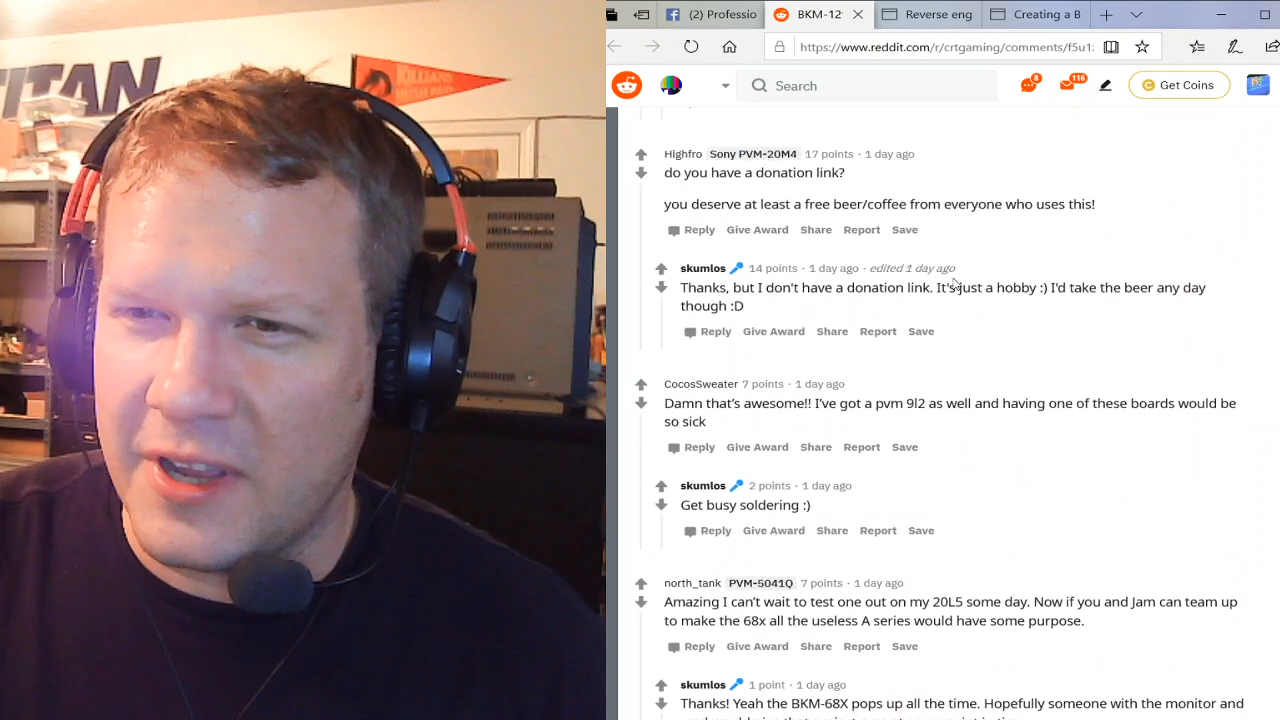 TITAN
KILLIAN'S
IRISH RED
(2) Professio
BKM-12
Reverse eng
Creating a B
https://www.reddit.com/r/crtgaming/comments/f5u1
8
116
Search
Get Coins
Highfro Sony PVM-20M4 17 points · 1 day ago
do you have a donation link?
you deserve at least a free beer/coffee from everyone who uses this!
Reply Give Award Share Report Save
skumlos 14 points · 1 day ago · edited 1 day ago
Thanks, but I don't have a donation link. It's just a hobby :) I'd take the beer any day
though :D
Reply Give Award Share Report Save
CocosSweater 7 points · 1 day ago
Damn that's awesome!! I've got a pvm 9l2 as well and having one of these boards would be
so sick
Reply Give Award Share Report Save
skumlos 2 points · 1 day ago
Get busy soldering :)
Reply Give Award Share Report Save
north_tank PVM-5041Q 7 points · 1 day ago
Amazing I can't wait to test one out on my 20L5 some day. Now if you and Jam can team up
to make the 68x all the useless A series would have some purpose.
Reply Give Award Share Report Save
skumlos 1 point · 1 day ago
Thanks! Yeah the BKM-68X pops up all the time. Hopefully someone with the monitor and